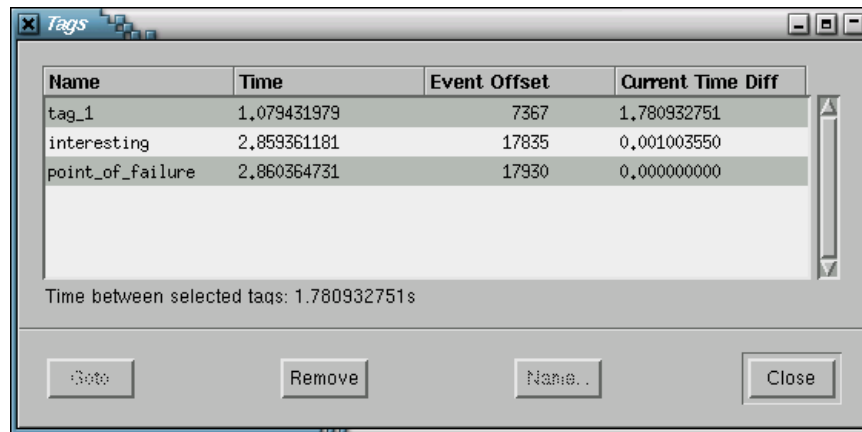 Tags
Name Time Event Offset Current Time Diff
tag_1 1.079431979 7367 1.780932751
interesting 2.859361181 17835 0.001003550
point_of_failure 2.860364731 17930 0.000000000
Time between selected tags: 1.780932751s
Goto Remove Name.. Close